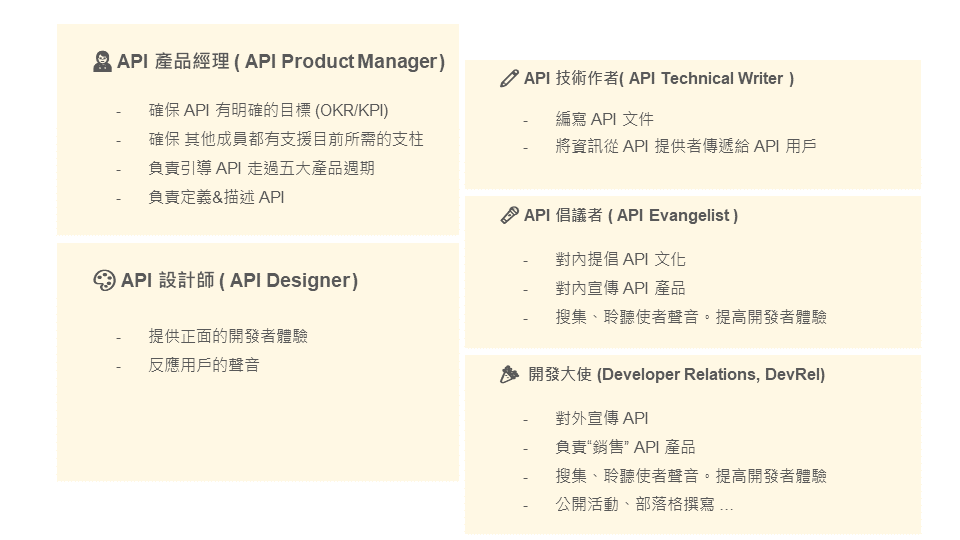 API 產品經理 ( API Product Manager)
- 確保 API 有明確的目標 (OKR/KPI)
- 確保 其他成員都有支援目前所需的支柱
- 負責引導 API 走過五大產品週期
- 負責定義&描述 API
API 設計師 ( API Designer)
- 提供正面的開發者體驗
- 反應用戶的聲音
API 技術作者( API Technical Writer )
- 編寫 API 文件
- 將資訊從 API 提供者傳遞給 API 用戶
API 倡議者 ( API Evangelist )
- 對內提倡 API 文化
- 對內宣傳 API 產品
- 搜集、聆聽使者聲音。提高開發者體驗
開發大使 (Developer Relations, DevRel)
- 對外宣傳 API
- 負責“銷售” API 產品
- 搜集、聆聽使者聲音。提高開發者體驗
- 公開活動、部落格撰寫 ...